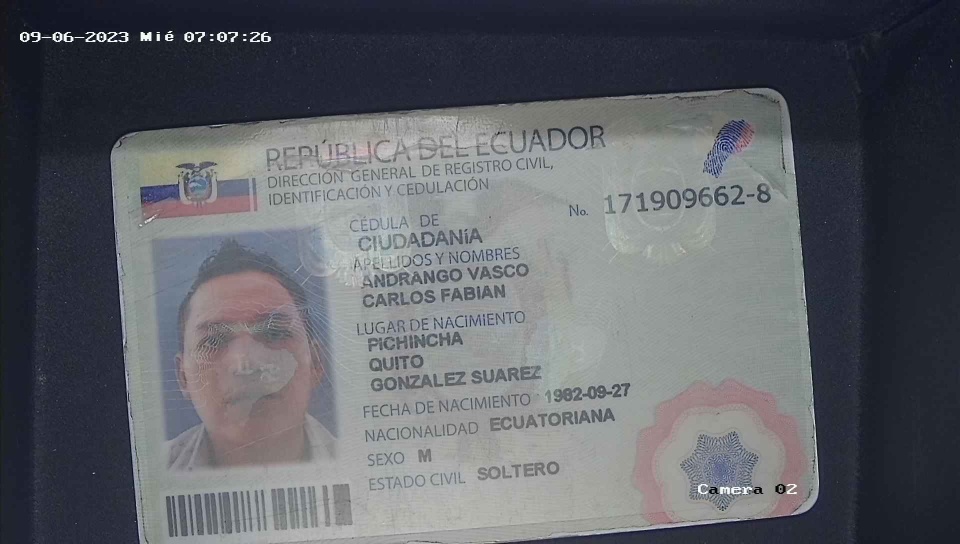 09-06-2023 Mié 07:07:26
REPÚBLICA DEL ECUADOR
DIRECCIÓN GENERAL DE REGISTRO CIVIL,
IDENTIFICACIÓN Y CEDULACIÓN
No. 171909662-8
CÉDULA DE
CIUDADANÍA
APELLIDOS Y NOMBRES
ANDRANGO VASCO
CARLOS FABIAN
LUGAR DE NACIMIENTO
PICHINCHA
QUITO
GONZALEZ SUAREZ
FECHA DE NACIMIENTO 1982-09-27
NACIONALIDAD ECUATORIANA
SEXO M
ESTADO CIVIL SOLTERO
Camera 02